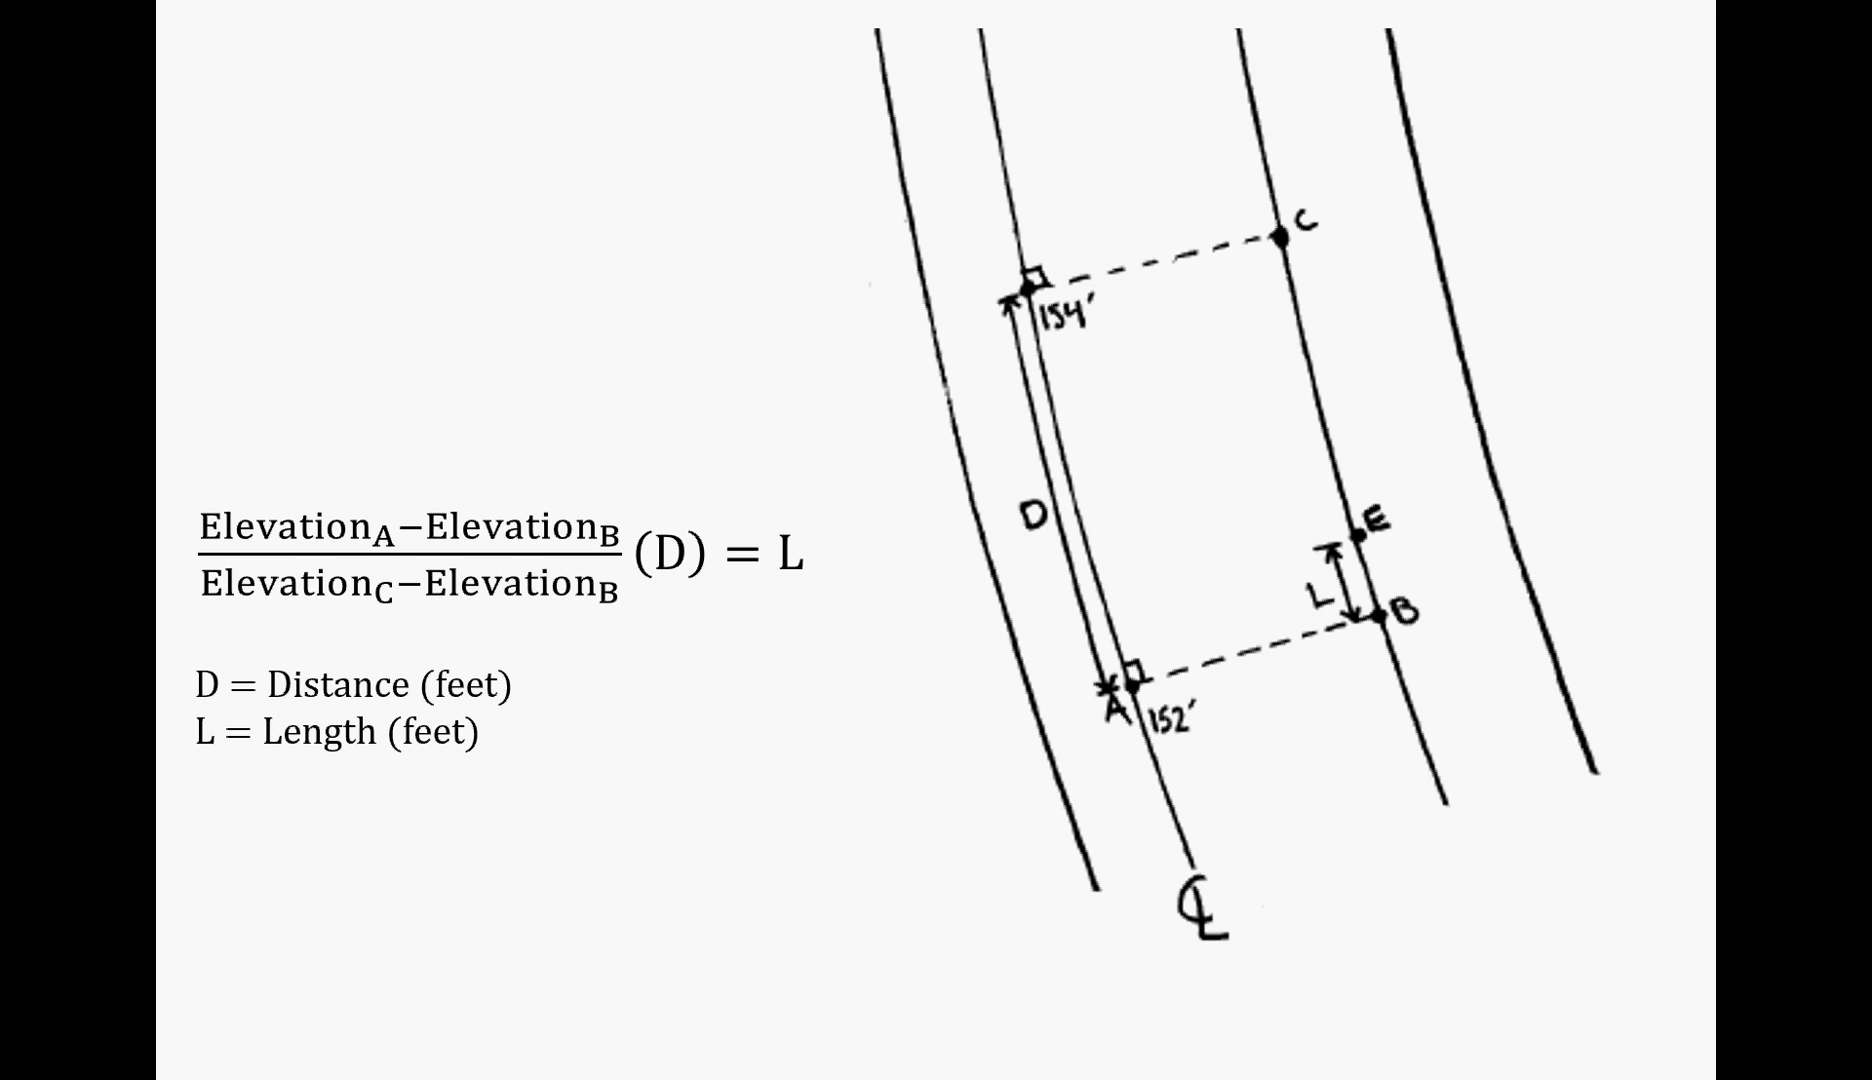 Elevation_A−Elevation_B
Elevation_C−Elevation_B
(D) = L
D = Distance (feet)
L = Length (feet)
C
154'
D
E
L
B
A
152'
℄